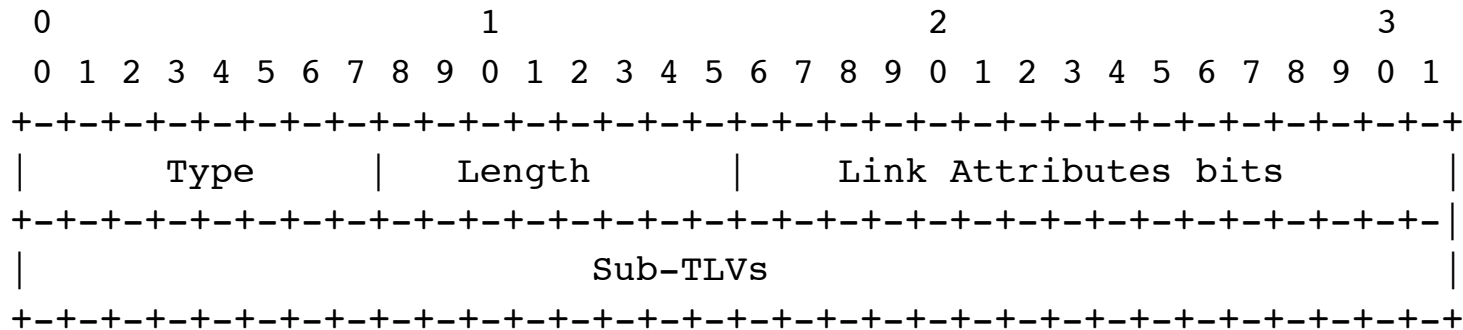 0                   1                   2                   3
 0 1 2 3 4 5 6 7 8 9 0 1 2 3 4 5 6 7 8 9 0 1 2 3 4 5 6 7 8 9 0 1
+-+-+-+-+-+-+-+-+-+-+-+-+-+-+-+-+-+-+-+-+-+-+-+-+-+-+-+-+-+-+-+-+
|      Type     |   Length      |    Link Attributes bits       |
+-+-+-+-+-+-+-+-+-+-+-+-+-+-+-+-+-+-+-+-+-+-+-+-+-+-+-+-+-+-+-+-|
|                         Sub-TLVs                              |
+-+-+-+-+-+-+-+-+-+-+-+-+-+-+-+-+-+-+-+-+-+-+-+-+-+-+-+-+-+-+-+-+